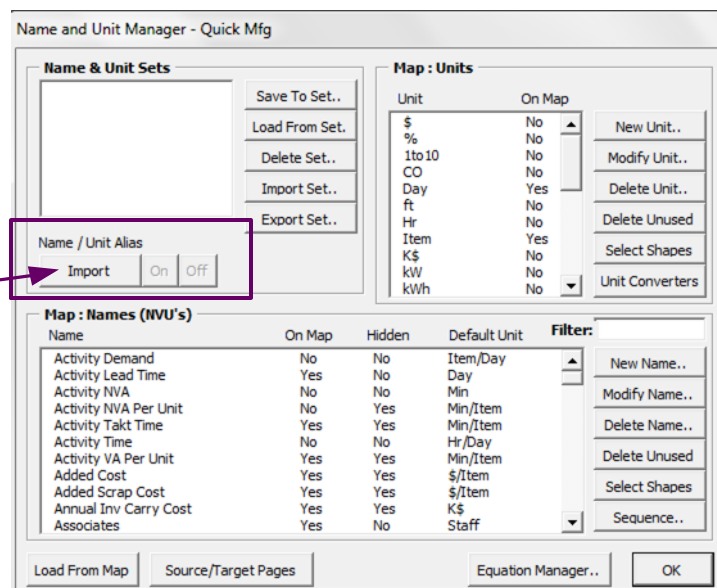 Name and Unit Manager - Quick Mfg
Name & Unit Sets
Save To Set..
Load From Set.
Delete Set..
Import Set..
Export Set..
Name / Unit Alias
Import On Off
Map : Units
Unit On Map
$ No
% No
1to10 No
CO No
Day Yes
ft No
Hr No
Item Yes
K$ No
kW No
kWh No
New Unit..
Modify Unit..
Delete Unit..
Delete Unused
Select Shapes
Unit Converters
Map : Names (NVU's)
Filter:
Name On Map Hidden Default Unit
Activity Demand No No Item/Day
Activity Lead Time Yes No Day
Activity NVA No No Min
Activity NVA Per Unit No Yes Min/Item
Activity Takt Time Yes Yes Min/Item
Activity Time No No Hr/Day
Activity VA Per Unit Yes Yes Min/Item
Added Cost Yes Yes $/Item
Added Scrap Cost Yes Yes $/Item
Annual Inv Carry Cost Yes Yes K$
Associates Yes No Staff
New Name..
Modify Name..
Delete Name..
Delete Unused
Select Shapes
Sequence..
Load From Map Source/Target Pages Equation Manager.. OK